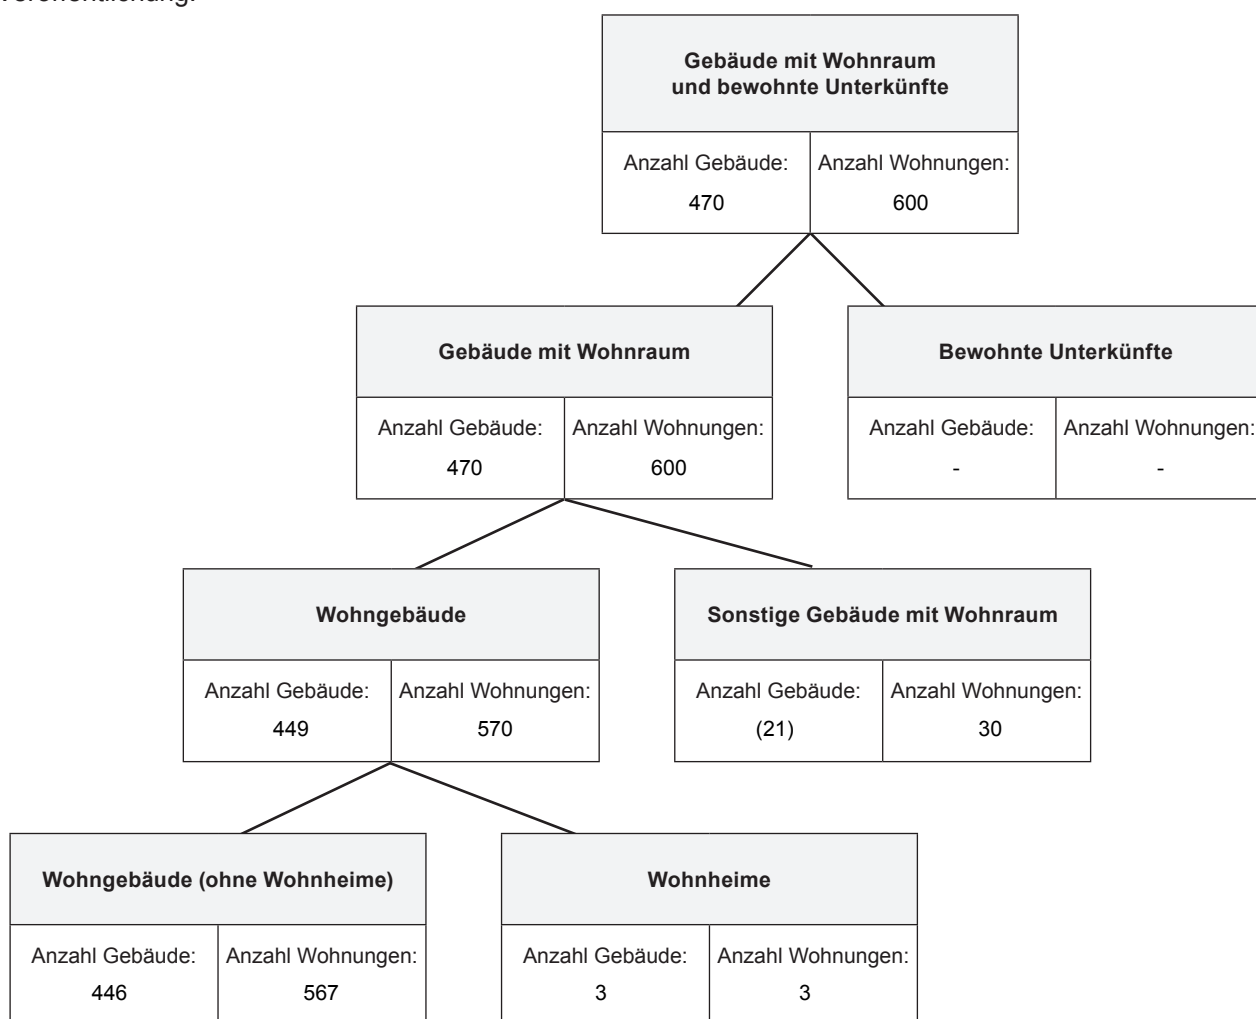 Veröffentlichung.
Gebäude mit Wohnraum
und bewohnte Unterkünfte
Anzahl Gebäude: Anzahl Wohnungen:
470 600
Gebäude mit Wohnraum Bewohnte Unterkünfte
Anzahl Gebäude: Anzahl Wohnungen: Anzahl Gebäude: Anzahl Wohnungen:
470 600 - -
Wohngebäude Sonstige Gebäude mit Wohnraum
Anzahl Gebäude: Anzahl Wohnungen: Anzahl Gebäude: Anzahl Wohnungen:
449 570 (21) 30
Wohngebäude (ohne Wohnheime) Wohnheime
Anzahl Gebäude: Anzahl Wohnungen: Anzahl Gebäude: Anzahl Wohnungen:
446 567 3 3